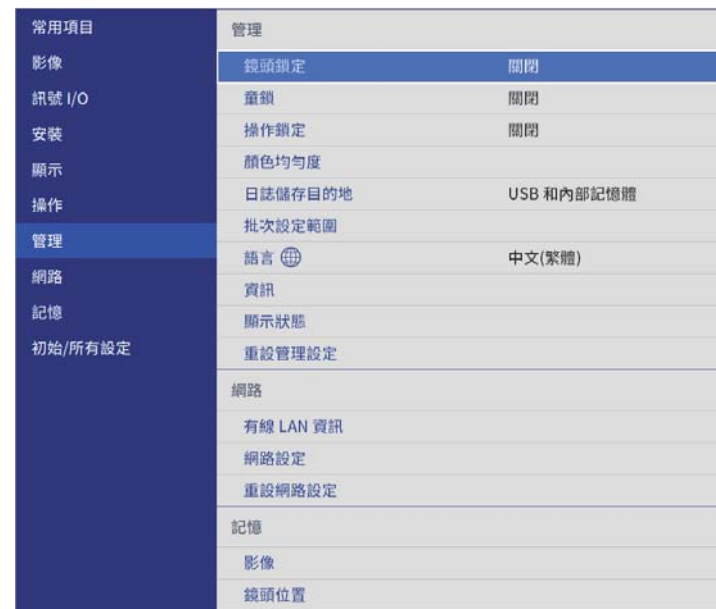 常用項目
影像
訊號 I/O
安裝
顯示
操作
管理
網路
記憶
初始/所有設定
管理
鏡頭鎖定 關閉
童鎖 關閉
操作鎖定 關閉
顏色均勻度
日誌儲存目的地 USB 和內部記憶體
批次設定範圍
語言 中文(繁體)
資訊
顯示狀態
重設管理設定
網路
有線 LAN 資訊
網路設定
重設網路設定
記憶
影像
鏡頭位置